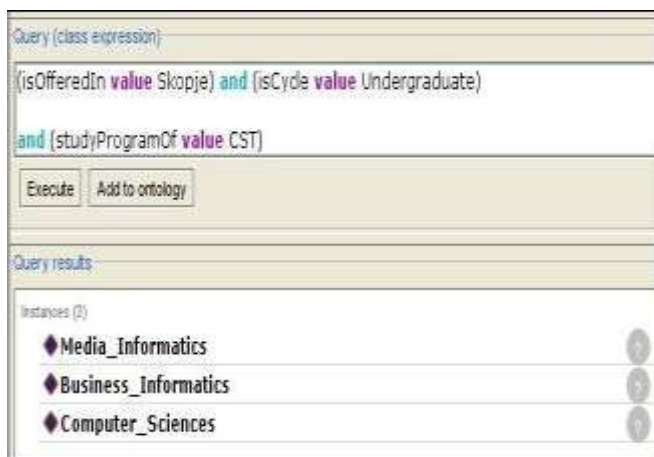 Query (class expression)
(isOfferedIn value Skopje) and (isCycle value Undergraduate)
and (studyProgramOf value CST)
Execute Add to ontology
Query results
Instances (3)
Media_Informatics
?
Business_Informatics
?
Computer_Sciences
?